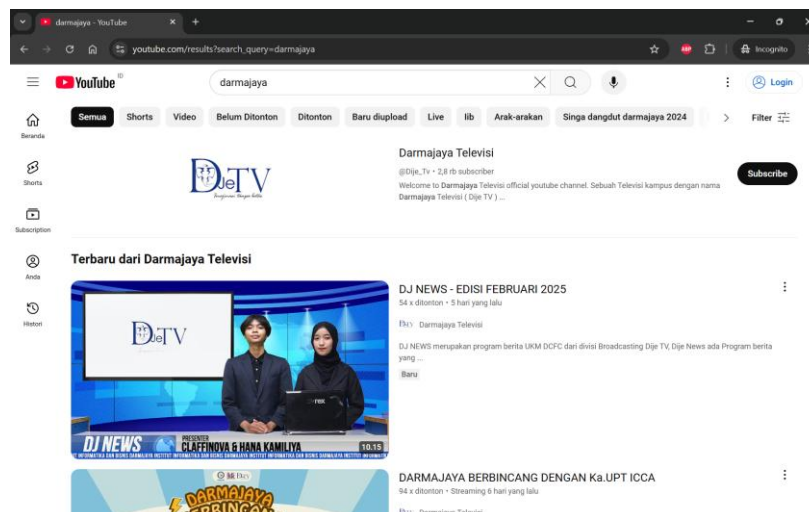 darmajaya - YouTube
youtube.com/results?search_query=darmajaya
Incognito
YouTube ID
darmajaya
Login
Semua Shorts Video Belum Ditonton Ditonton Baru diupload Live Iib Arak-arakan Singa dangdut darmajaya 2024
Filter
Beranda
Shorts
Subscription
Anda
Histori
DJeTV
Darmajaya Televisi
@Dije_Tv • 2,8 rb subscriber
Welcome to Darmajaya Televisi official youtube channel. Sebuah Televisi kampus dengan nama
Darmajaya Televisi ( Dije TV ) ...
Subscribe
Terbaru dari Darmajaya Televisi
DJeTV
DJ NEWS
PRESENTER
CLAFFINOVA & HANA KAMILIYA
10.15
DJ NEWS - EDISI FEBRUARI 2025
54 x ditonton • 5 hari yang lalu
Darmajaya Televisi
DJ NEWS merupakan program berita UKM DCFC dari divisi Broadcasting Dije TV, Dije News ada Program berita
yang ...
Baru
DARMAJAYA
BERBINCANG
DARMAJAYA BERBINCANG DENGAN Ka.UPT ICCA
94 x ditonton • Streaming 6 hari yang lalu
Darmajaya Televisi